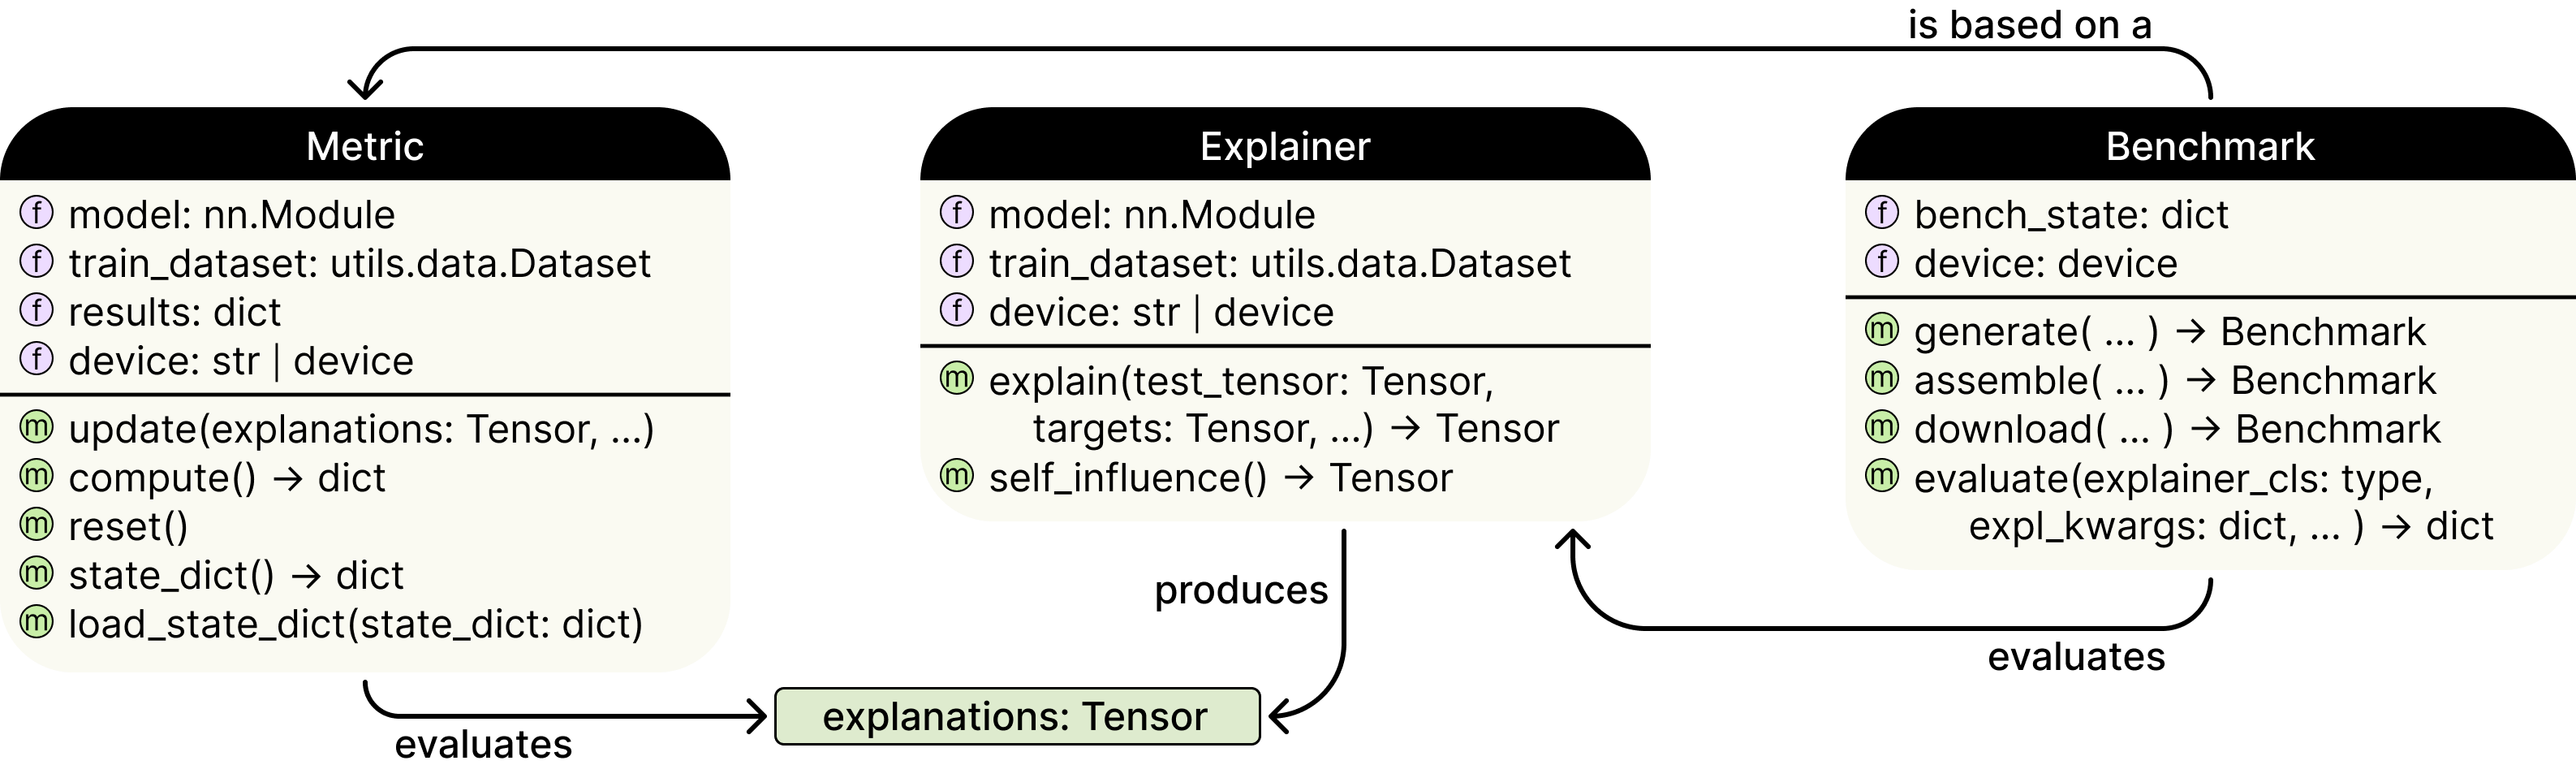 is based on a
Metric
f model: nn.Module
f train_dataset: utils.data.Dataset
f results: dict
f device: str | device
m update(explanations: Tensor, ...)
m compute() → dict
m reset()
m state_dict() → dict
m load_state_dict(state_dict: dict)
Explainer
f model: nn.Module
f train_dataset: utils.data.Dataset
f device: str | device
m explain(test_tensor: Tensor,
targets: Tensor, ...) → Tensor
m self_influence() → Tensor
Benchmark
f bench_state: dict
f device: device
m generate( ... ) → Benchmark
m assemble( ... ) → Benchmark
m download( ... ) → Benchmark
m evaluate(explainer_cls: type,
expl_kwargs: dict, ... ) → dict
produces
evaluates
explanations: Tensor
evaluates